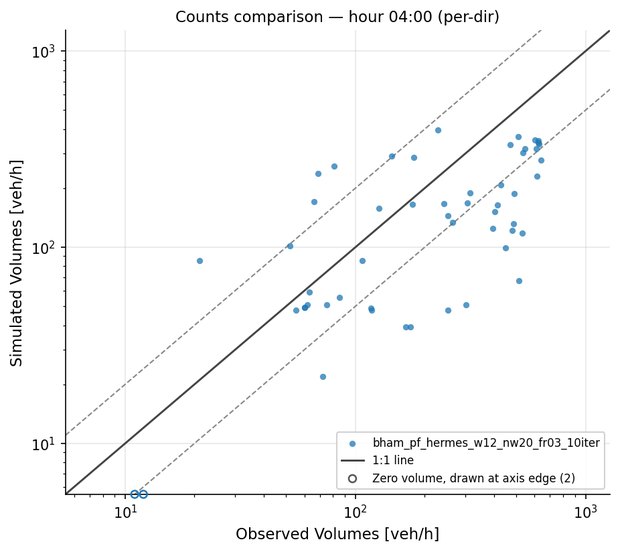 Counts comparison — hour 04:00 (per-dir)
Simulated Volumes [veh/h]
10³
10²
10¹
10¹ 10² 10³
Observed Volumes [veh/h]
bham_pf_hermes_w12_nw20_fr03_10iter
1:1 line
Zero volume, drawn at axis edge (2)